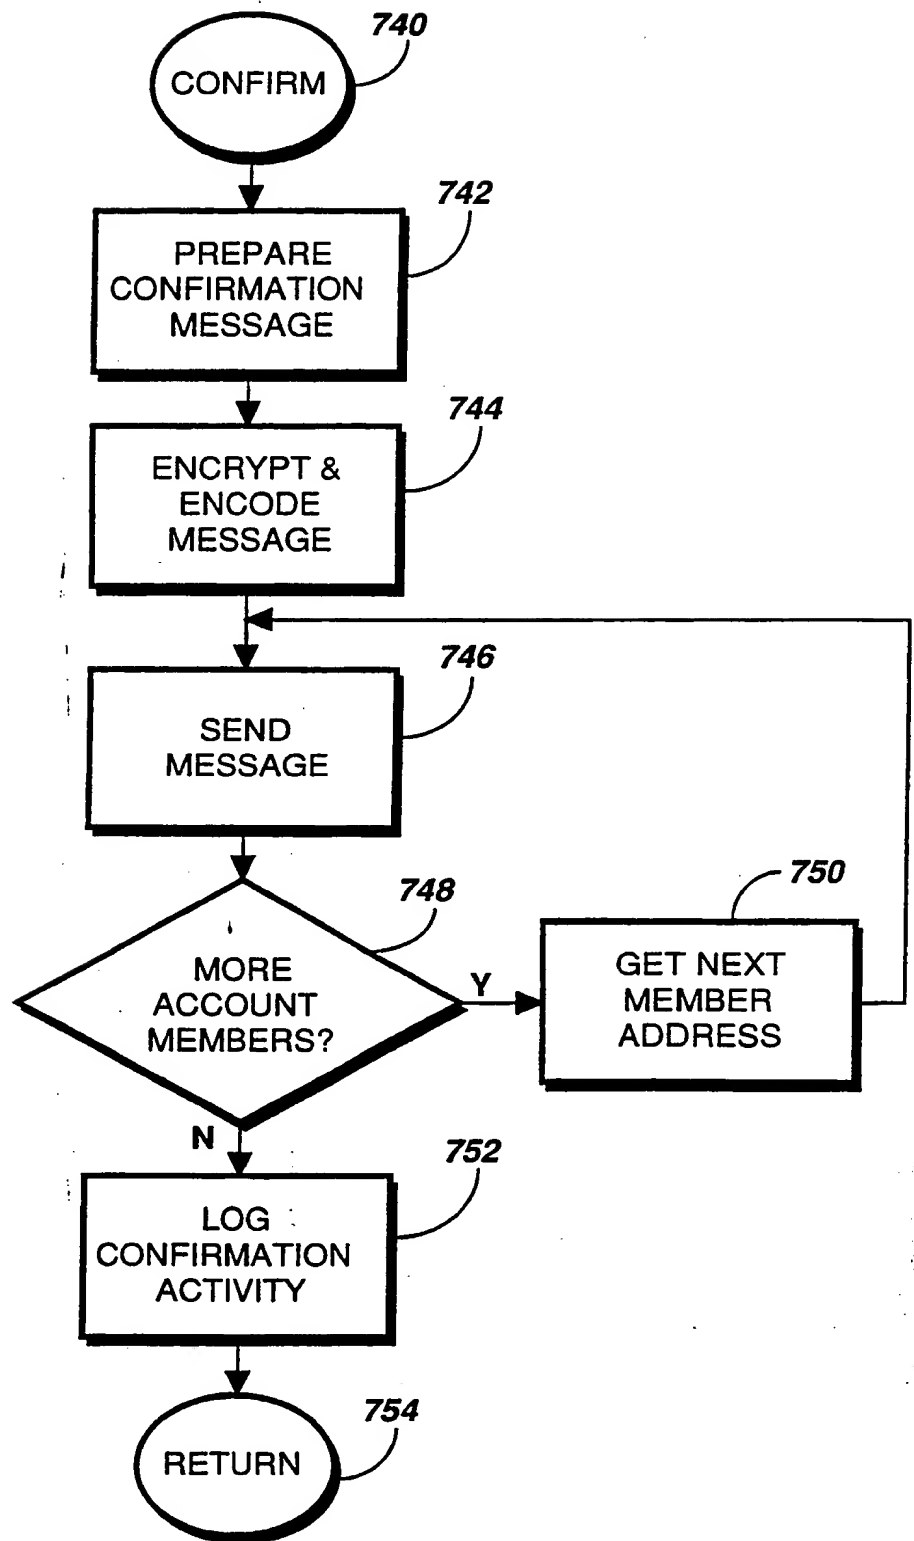 740
CONFIRM
742
PREPARE
CONFIRMATION
MESSAGE
744
ENCRYPT &
ENCODE
MESSAGE
746
SEND
MESSAGE
748
MORE
ACCOUNT
MEMBERS?
Y
750
GET NEXT
MEMBER
ADDRESS
N
752
LOG
CONFIRMATION
ACTIVITY
754
RETURN